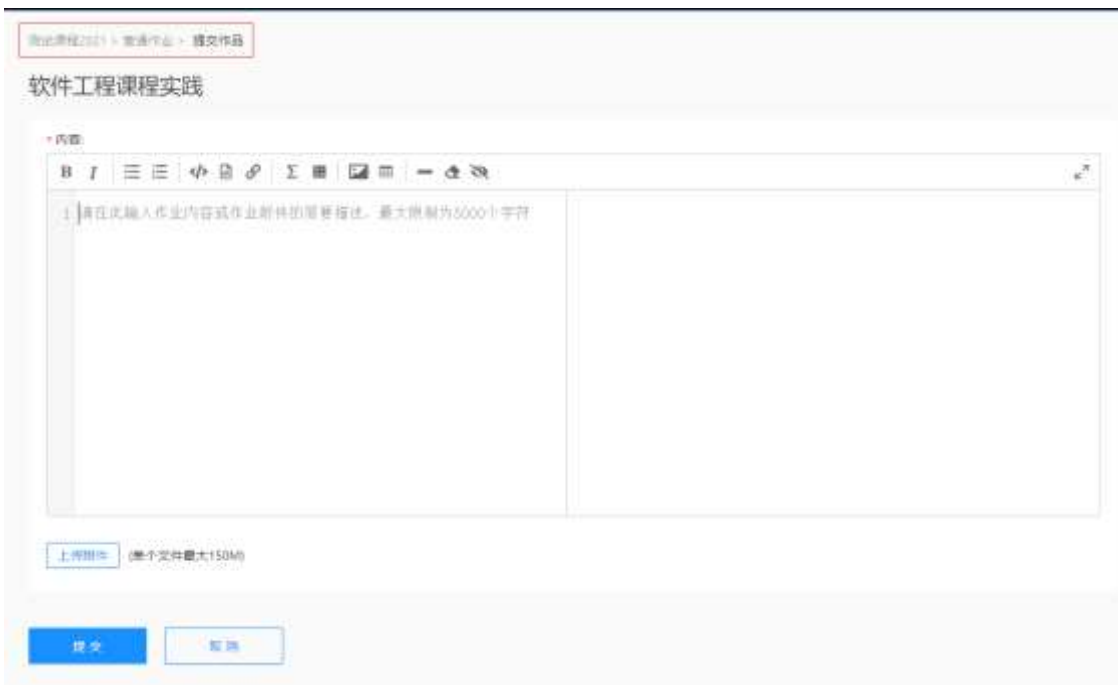 课程2021 > 普通作业 > 提交作品
软件工程课程实践
* 内容:
B I Σ
1 请在此输入作业内容或作业附件的简要描述,最大限制为5000个字符
上传附件 (单个文件最大150M)
提交 取消